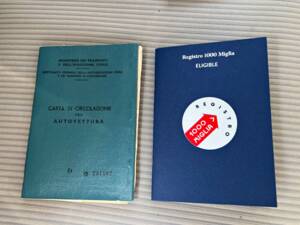 MINISTERO DEI TRASPORTI
E DELL'AVIAZIONE CIVILE
CARTA DI CIRCOLAZIONE
PER
AUTOVETTURA
Registro 1000 Miglia
ELIGIBLE
REGISTRO
1000
MIGLIA